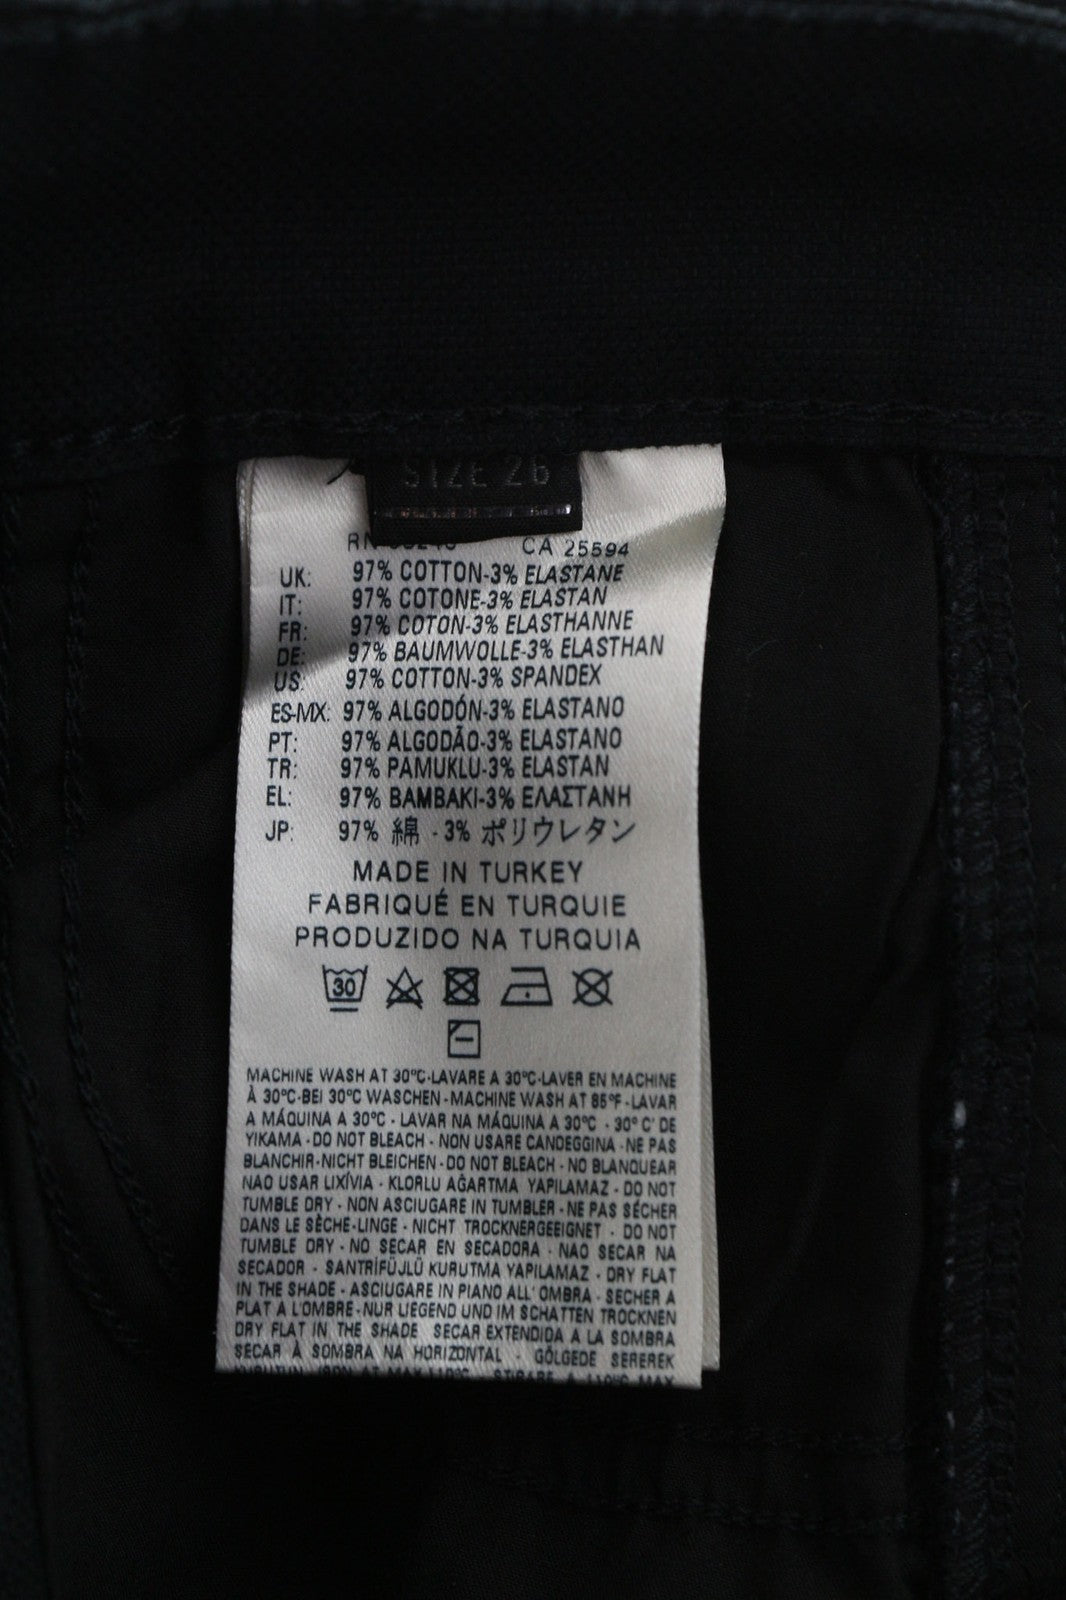 SIZE 26
RN CA 25594
UK: 97% COTTON-3% ELASTANE
IT: 97% COTONE-3% ELASTAN
FR: 97% COTON-3% ELASTHANNE
DE: 97% BAUMWOLLE-3% ELASTHAN
US: 97% COTTON-3% SPANDEX
ES-MX: 97% ALGODÓN-3% ELASTANO
PT: 97% ALGODÃO-3% ELASTANO
TR: 97% PAMUKLU-3% ELASTAN
EL: 97% BAMBAKI-3% ΕΛΑΣΤΑΝΗ
JP: 97% 綿 - 3% ポリウレタン
MADE IN TURKEY
FABRIQUÉ EN TURQUIE
PRODUZIDO NA TURQUIA
30
MACHINE WASH AT 30°C-LAVARE A 30°C-LAVER EN MACHINE
À 30°C-BEI 30°C WASCHEN-MACHINE WASH AT 85°F-LAVAR
A MÁQUINA A 30°C - LAVAR NA MÁQUINA A 30°C - 30° C' DE
YIKAMA - DO NOT BLEACH - NON USARE CANDEGGINA - NE PAS
BLANCHIR-NICHT BLEICHEN-DO NOT BLEACH - NO BLANQUEAR
NAO USAR LIXÍVIA - KLORLU AĞARTMA YAPILAMAZ - DO NOT
TUMBLE DRY - NON ASCIUGARE IN TUMBLER - NE PAS SÉCHER
DANS LE SÈCHE-LINGE - NICHT TROCKNERGEEIGNET - DO NOT
TUMBLE DRY - NO SECAR EN SECADORA - NAO SECAR NA
SECADOR - SANTRİFÜJLÜ KURUTMA YAPILAMAZ - DRY FLAT
IN THE SHADE - ASCIUGARE IN PIANO ALL' OMBRA - SECHER A
PLAT A L'OMBRE-NUR LIEGEND UND IM SCHATTEN TROCKNEN
DRY FLAT IN THE SHADE SECAR EXTENDIDA A LA SOMBRA
SECAR À SOMBRA NA HORIZONTAL - GÖLGEDE SEREREK
KURUTUN IRON AT MAX 110°C - STIRARE A 110°C MAX